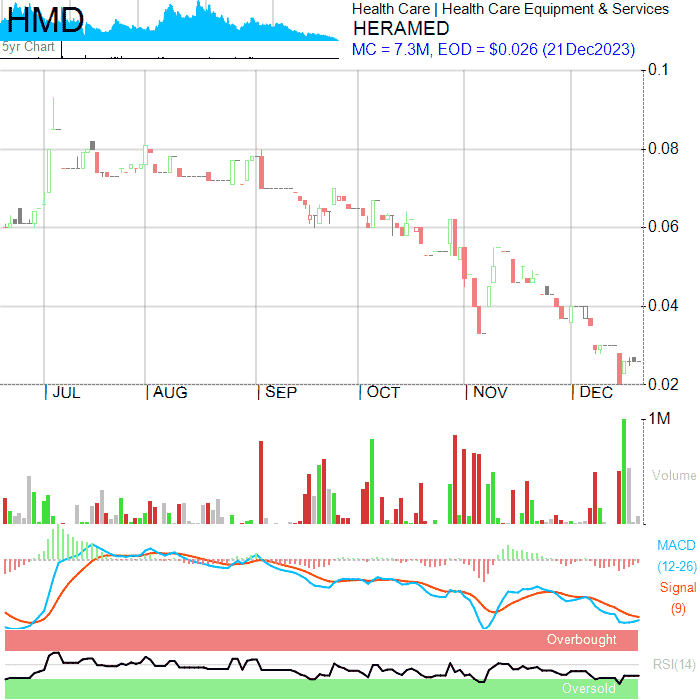 HMD
5yr Chart
Health Care | Health Care Equipment & Services
HERAMED
MC = 7.3M, EOD = $0.026 (21Dec2023)
0.1
0.08
0.06
0.04
0.02
| JUL | AUG | SEP | OCT | NOV | DEC
1M
Volume
MACD
(12-26)
Signal
(9)
Overbought
RSI(14)
Oversold